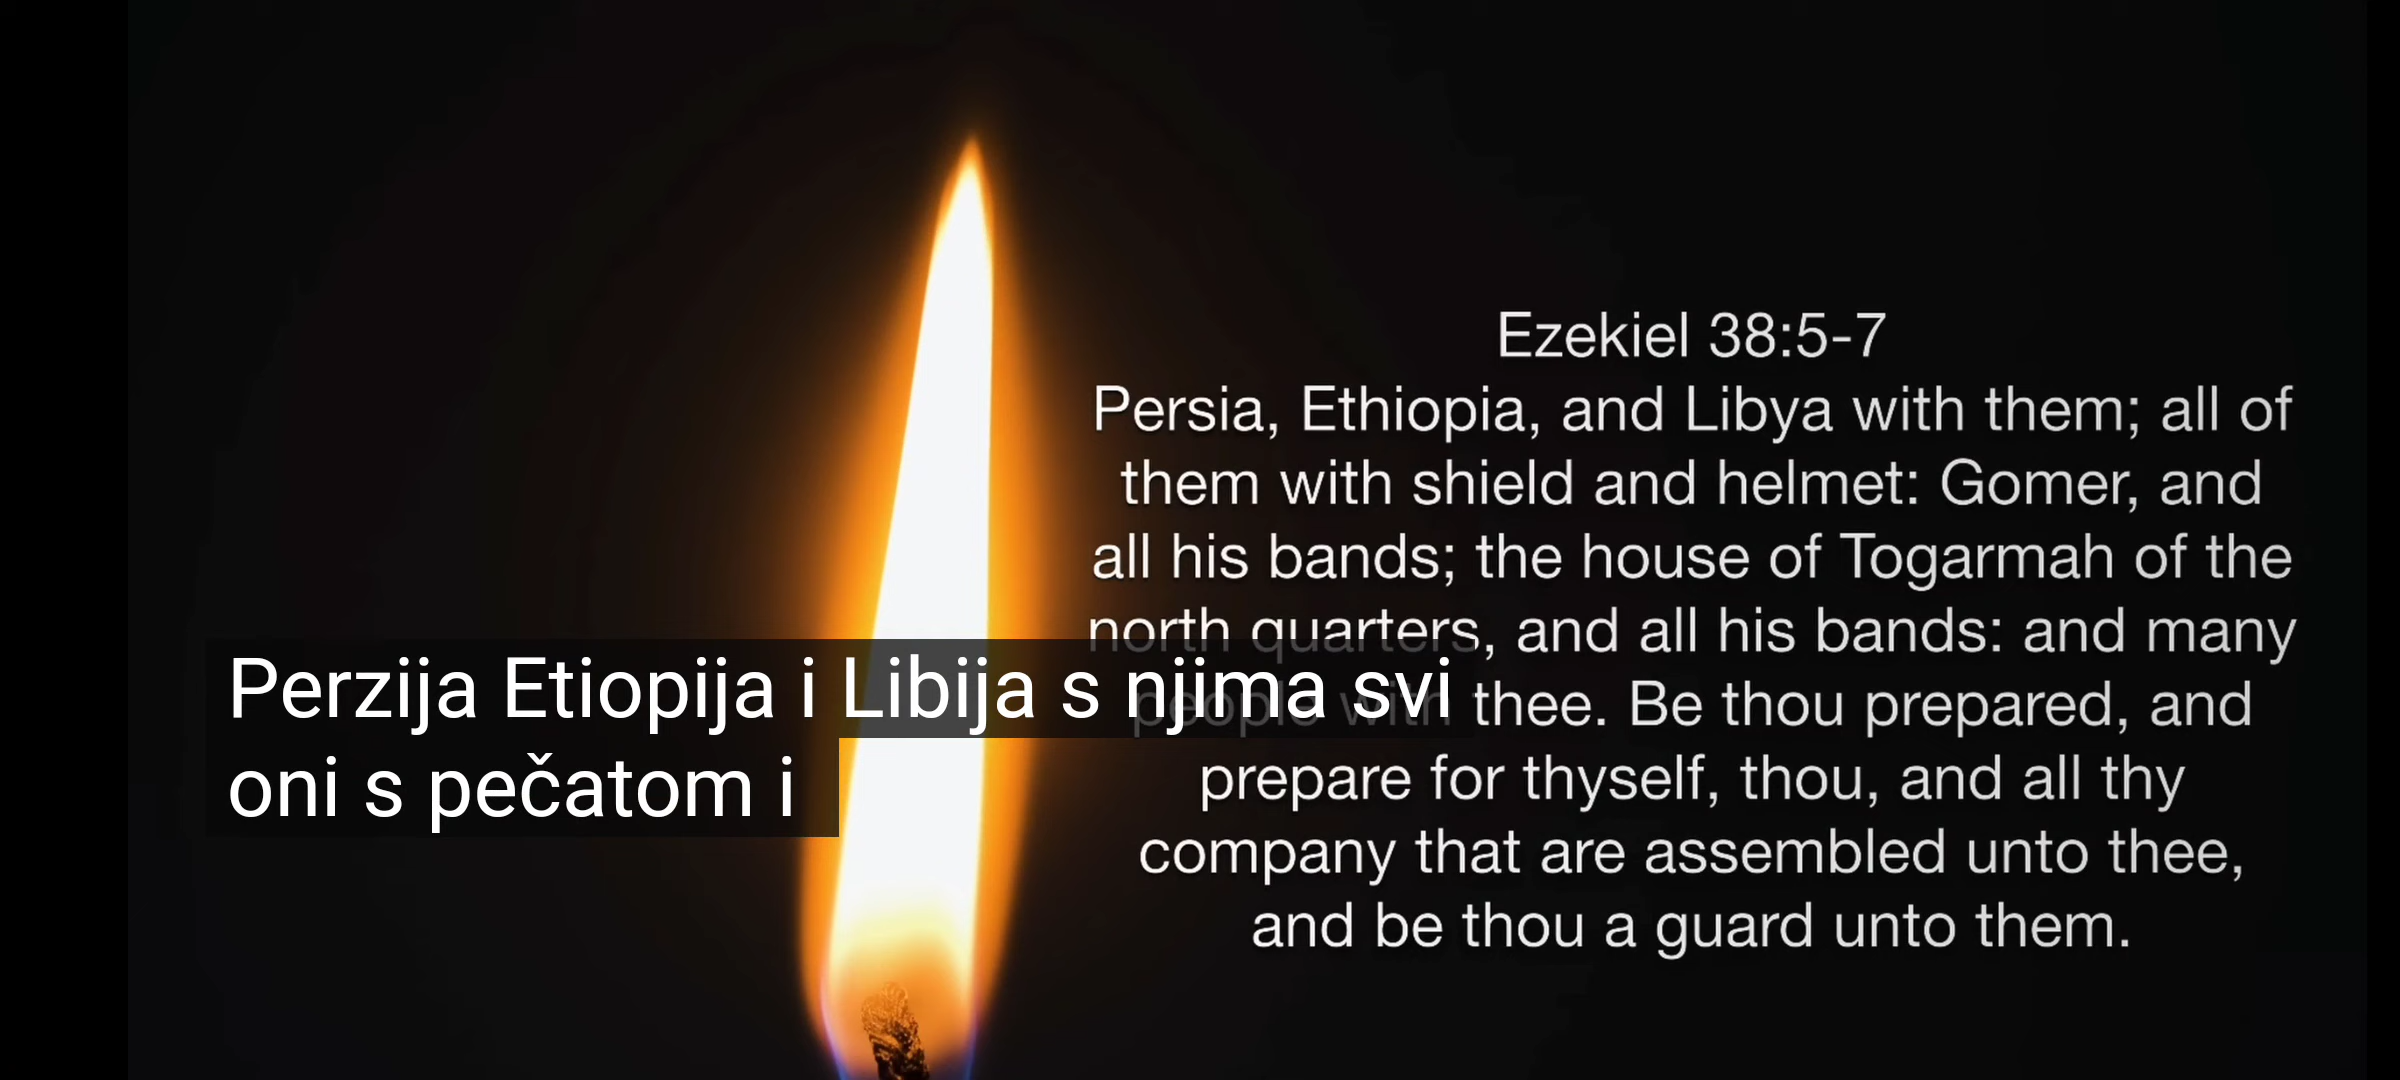 Ezekiel 38:5-7
Persia, Ethiopia, and Libya with them; all of
them with shield and helmet: Gomer, and
all his bands; the house of Togarmah of the
north quarters, and all his bands: and many
people with thee. Be thou prepared, and
prepare for thyself, thou, and all thy
company that are assembled unto thee,
and be thou a guard unto them.
Perzija Etiopija i Libija s njima svi
oni s pečatom i